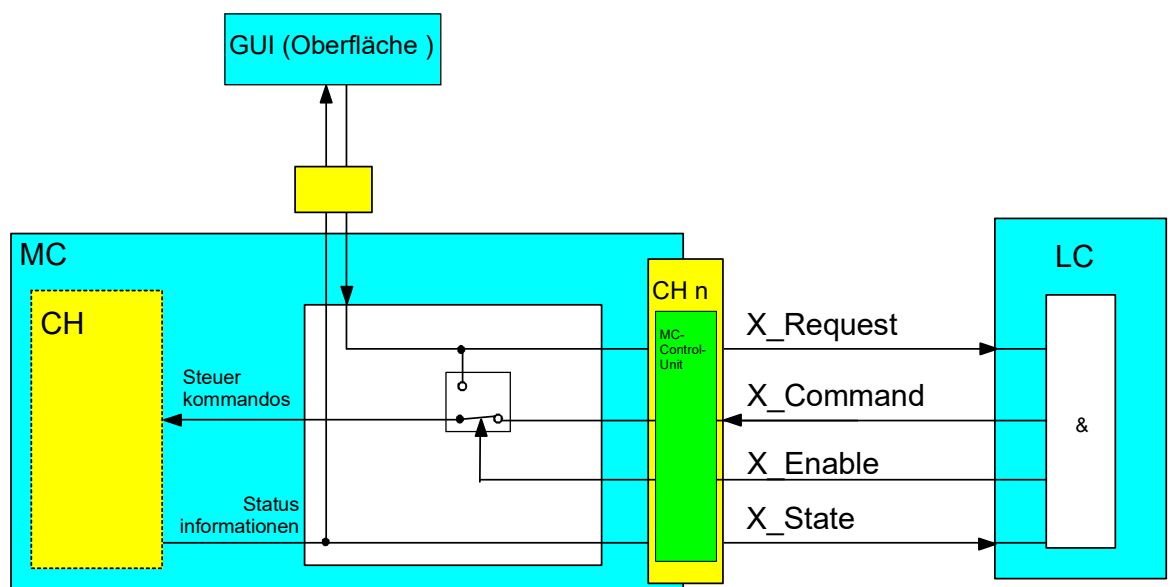 GUI (Oberfläche )
MC
CH
Steuer
kommandos
Status
informationen
CH n
MC-
Control-
Unit
X_Request
X_Command
X_Enable
X_State
LC
&